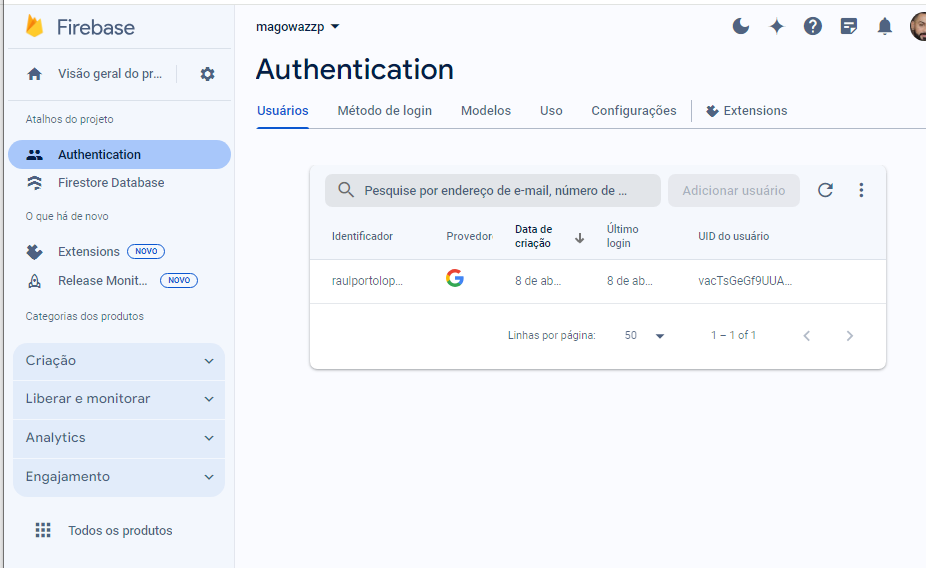 Firebase
Visão geral do pr...
Atalhos do projeto
Authentication
Firestore Database
O que há de novo
Extensions NOVO
Release Monit... NOVO
Categorias dos produtos
Criação
Liberar e monitorar
Analytics
Engajamento
Todos os produtos
magowazzp
Authentication
Usuários Método de login Modelos Uso Configurações Extensions
Pesquise por endereço de e-mail, número de ... Adicionar usuário
Identificador Provedor Data de criação Último login UID do usuário
raulportolop... 8 de ab... 8 de ab... vacTsGeGf9UUA...
Linhas por página: 50 1 – 1 of 1